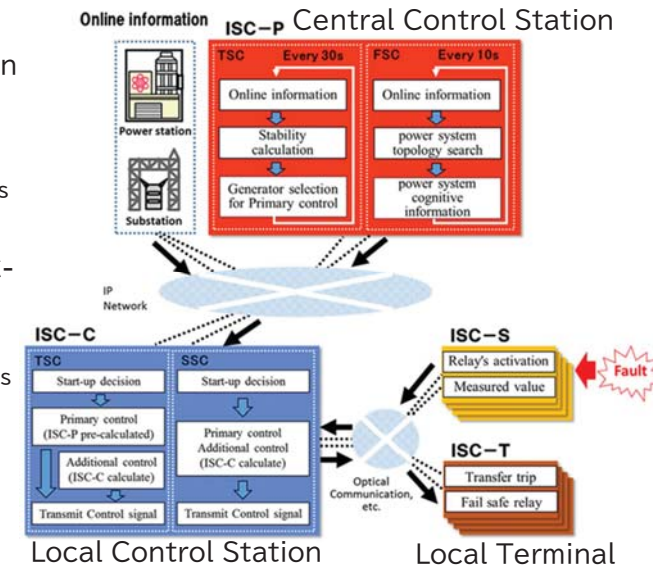 Online information
ISC-P Central Control Station
n
s
-
s
Power station
Substation
TSC Every 30s
Online information
Stability
calculation
Generator selection
for Primary control
FSC Every 10s
Online information
power system
topology search
power system
cognitive
information
IP
Network
ISC-C
TSC
Start-up decision
Primary control
(ISC-P pre-calculated)
Additional control
(ISC-C calculate)
Transmit Control signal
SSC
Start-up decision
Primary control
Additional control
(ISC-C calculate)
Transmit Control signal
Local Control Station
ISC-S
Relay's activation
Measured value
Fault
Optical
Communication,
etc.
ISC-T
Transfer trip
Fail safe relay
Local Terminal